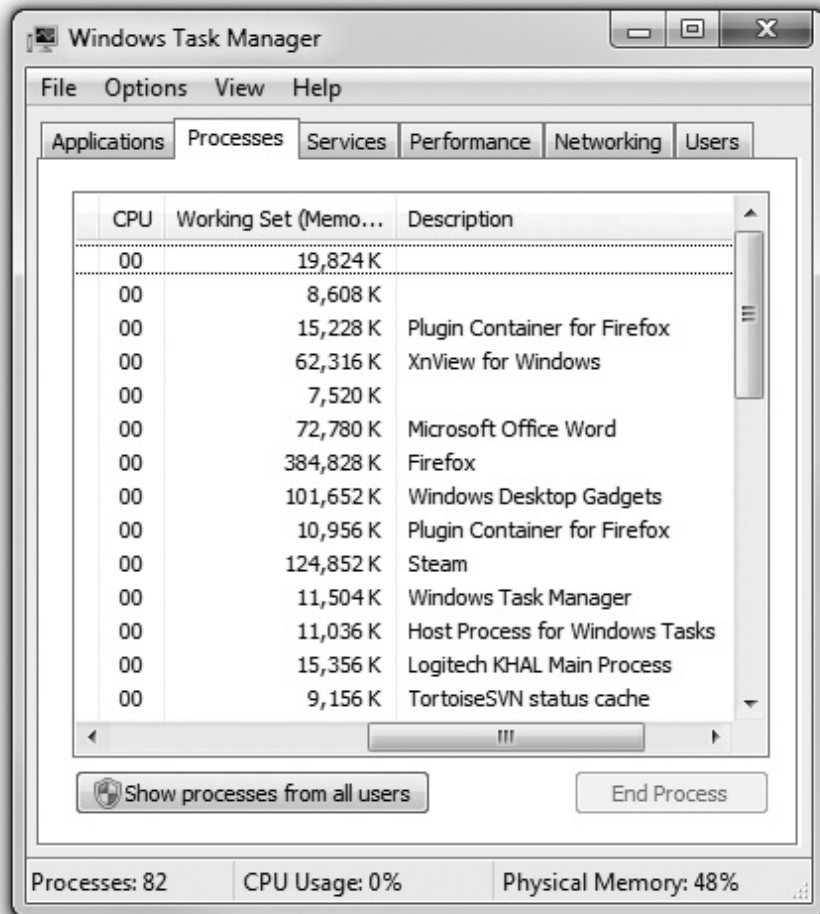 Windows Task Manager
File Options View Help
Applications Processes Services Performance Networking Users
CPU Working Set (Memo... Description
00 19,824 K
00 8,608 K
00 15,228 K Plugin Container for Firefox
00 62,316 K XnView for Windows
00 7,520 K
00 72,780 K Microsoft Office Word
00 384,828 K Firefox
00 101,652 K Windows Desktop Gadgets
00 10,956 K Plugin Container for Firefox
00 124,852 K Steam
00 11,504 K Windows Task Manager
00 11,036 K Host Process for Windows Tasks
00 15,356 K Logitech KHAL Main Process
00 9,156 K TortoiseSVN status cache
Show processes from all users End Process
Processes: 82 CPU Usage: 0% Physical Memory: 48%